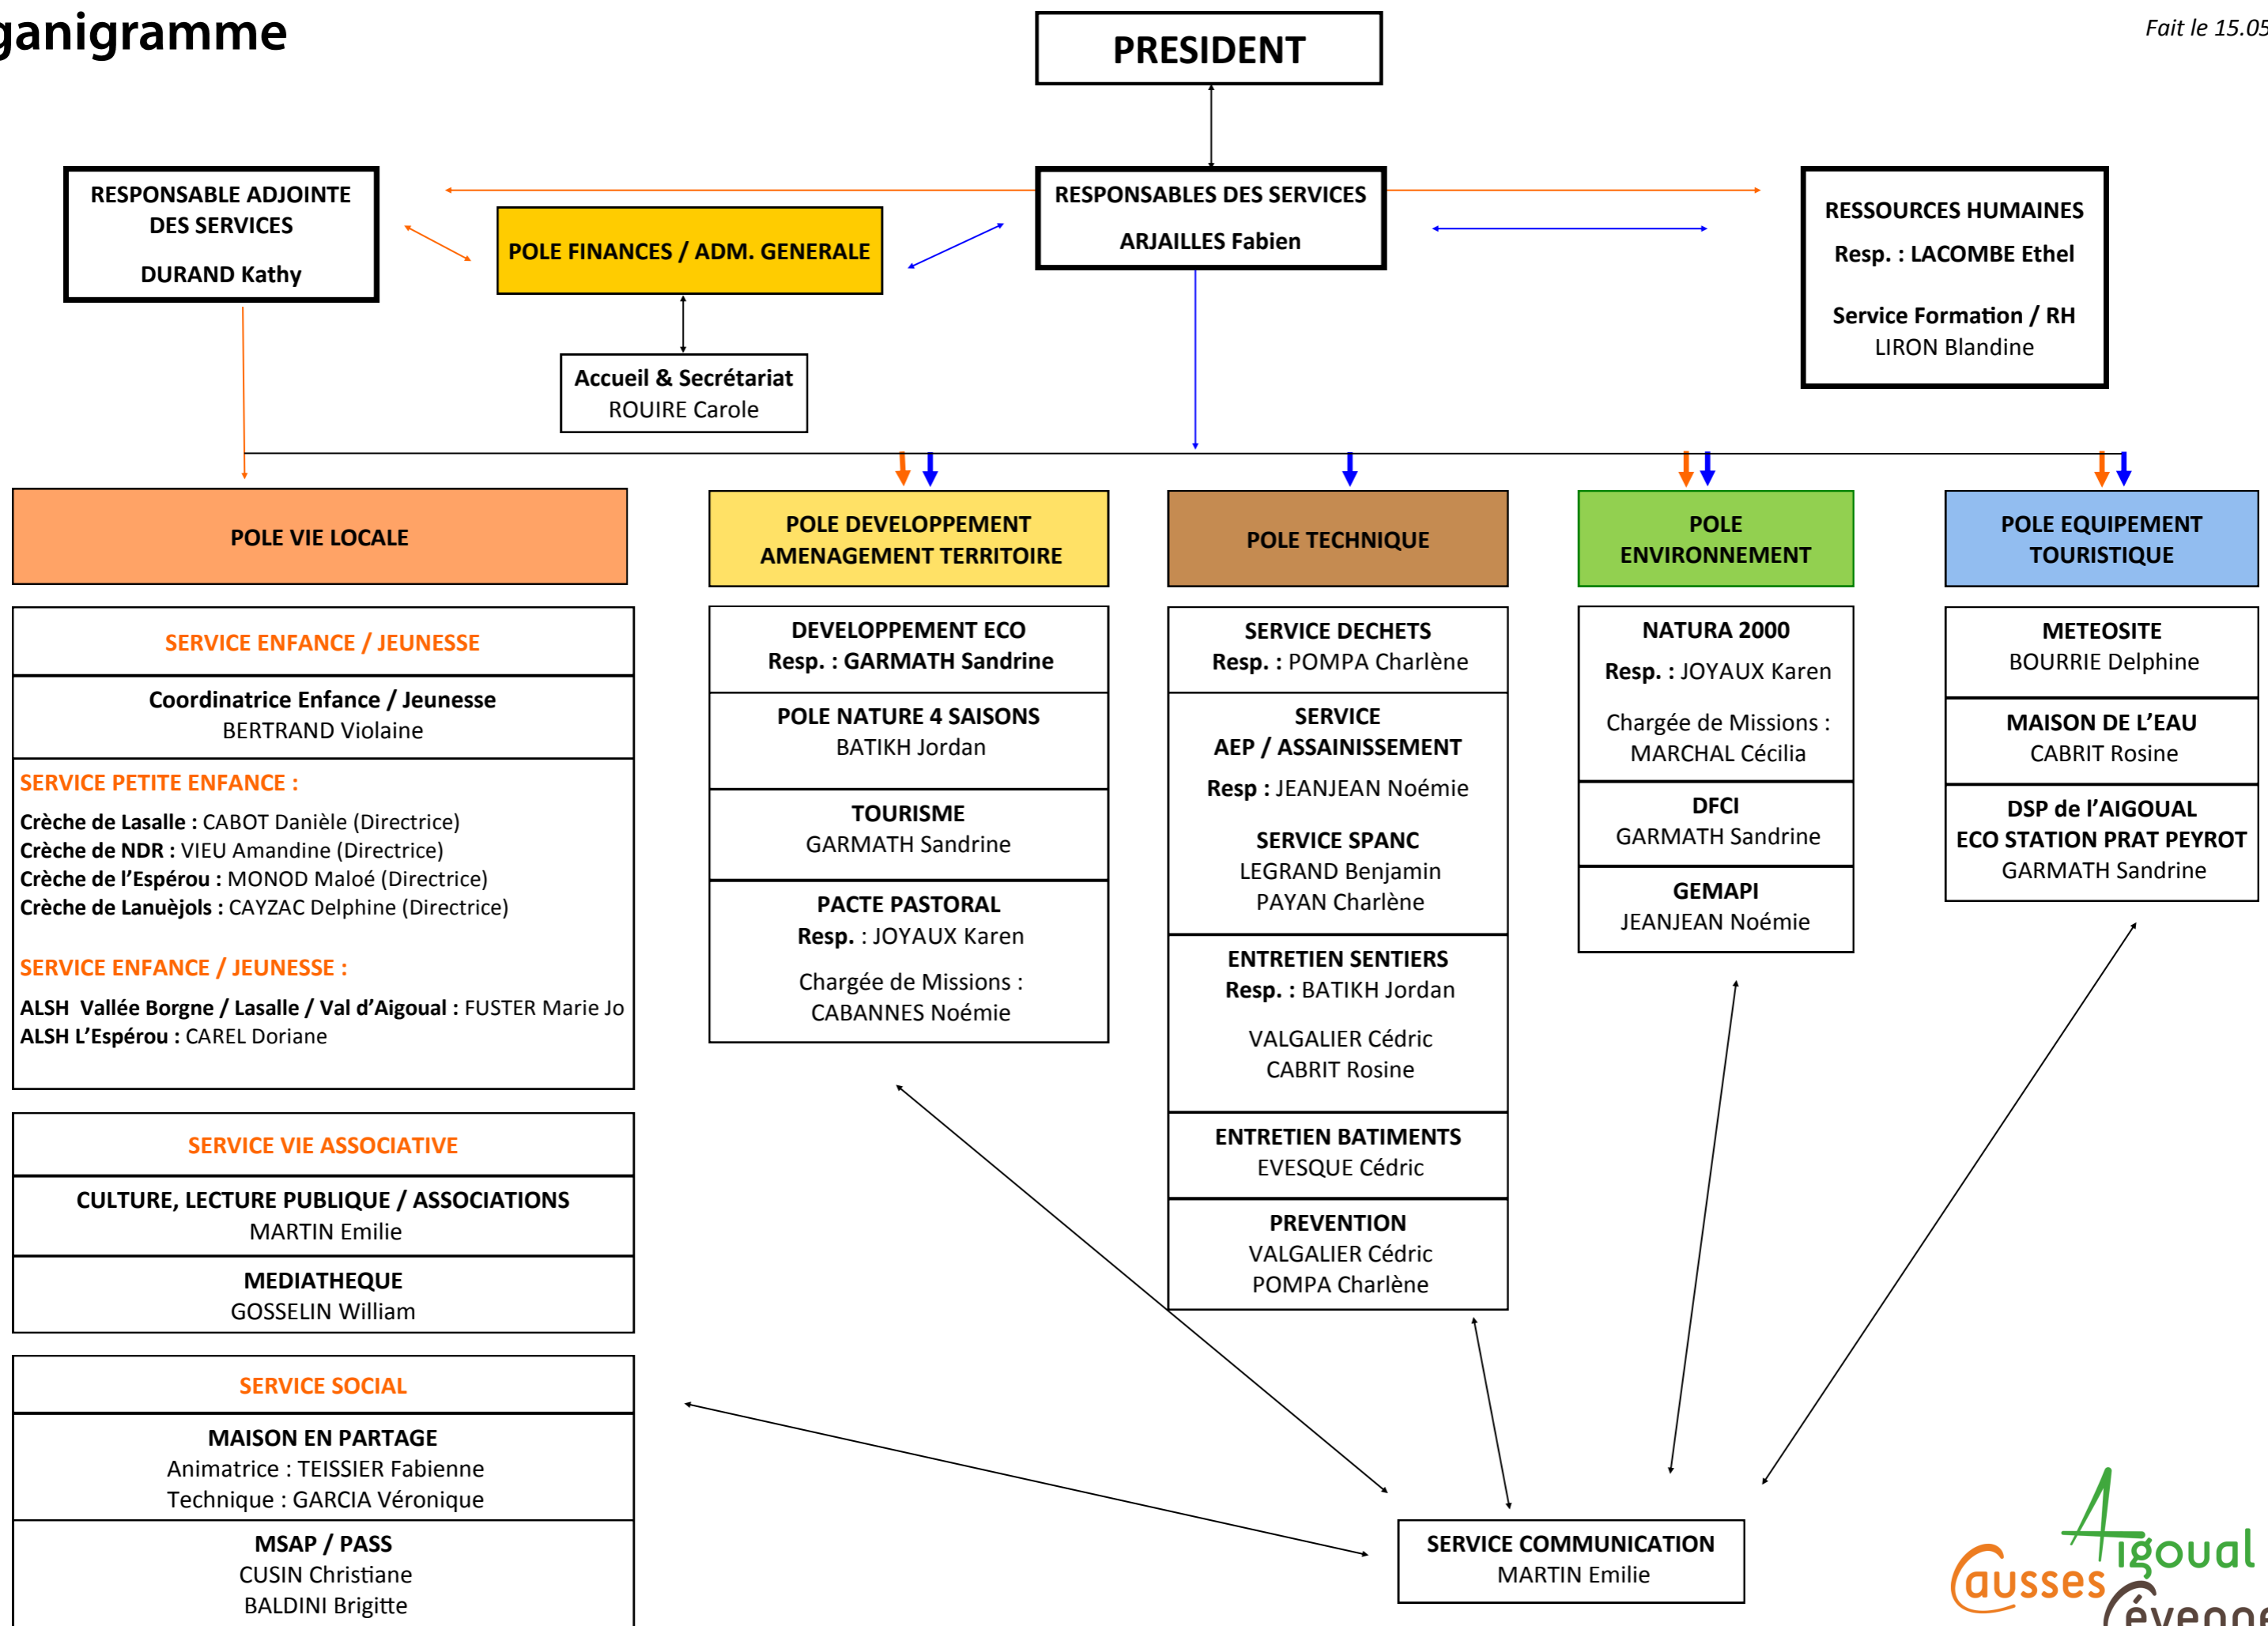 ganigramme
Fait le 15.05
PRESIDENT
RESPONSABLE ADJOINTE
DES SERVICES
DURAND Kathy
POLE FINANCES / ADM. GENERALE
RESPONSABLES DES SERVICES
ARJAILLES Fabien
RESSOURCES HUMAINES
Resp. : LACOMBE Ethel
Service Formation / RH
LIRON Blandine
Accueil & Secrétariat
ROUIRE Carole
POLE VIE LOCALE
SERVICE ENFANCE / JEUNESSE
Coordinatrice Enfance / Jeunesse
BERTRAND Violaine
SERVICE PETITE ENFANCE :
Crèche de Lasalle : CABOT Danièle (Directrice)
Crèche de NDR : VIEU Amandine (Directrice)
Crèche de l’Espérou : MONOD Maloé (Directrice)
Crèche de Lanuèjols : CAYZAC Delphine (Directrice)
SERVICE ENFANCE / JEUNESSE :
ALSH Vallée Borgne / Lasalle / Val d’Aigoual : FUSTER Marie Jo
ALSH L’Espérou : CAREL Doriane
SERVICE VIE ASSOCIATIVE
CULTURE, LECTURE PUBLIQUE / ASSOCIATIONS
MARTIN Emilie
MEDIATHEQUE
GOSSELIN William
SERVICE SOCIAL
MAISON EN PARTAGE
Animatrice : TEISSIER Fabienne
Technique : GARCIA Véronique
MSAP / PASS
CUSIN Christiane
BALDINI Brigitte
POLE DEVELOPPEMENT
AMENAGEMENT TERRITOIRE
DEVELOPPEMENT ECO
Resp. : GARMATH Sandrine
POLE NATURE 4 SAISONS
BATIKH Jordan
TOURISME
GARMATH Sandrine
PACTE PASTORAL
Resp. : JOYAUX Karen
Chargée de Missions :
CABANNES Noémie
POLE TECHNIQUE
SERVICE DECHETS
Resp. : POMPA Charlène
SERVICE
AEP / ASSAINISSEMENT
Resp : JEANJEAN Noémie
SERVICE SPANC
LEGRAND Benjamin
PAYAN Charlène
ENTRETIEN SENTIERS
Resp. : BATIKH Jordan
VALGALIER Cédric
CABRIT Rosine
ENTRETIEN BATIMENTS
EVESQUE Cédric
PREVENTION
VALGALIER Cédric
POMPA Charlène
POLE
ENVIRONNEMENT
NATURA 2000
Resp. : JOYAUX Karen
Chargée de Missions :
MARCHAL Cécilia
DFCI
GARMATH Sandrine
GEMAPI
JEANJEAN Noémie
POLE EQUIPEMENT
TOURISTIQUE
METEOSITE
BOURRIE Delphine
MAISON DE L’EAU
CABRIT Rosine
DSP de l’AIGOUAL
ECO STATION PRAT PEYROT
GARMATH Sandrine
SERVICE COMMUNICATION
MARTIN Emilie
Aigoual
Causses
Cévenne